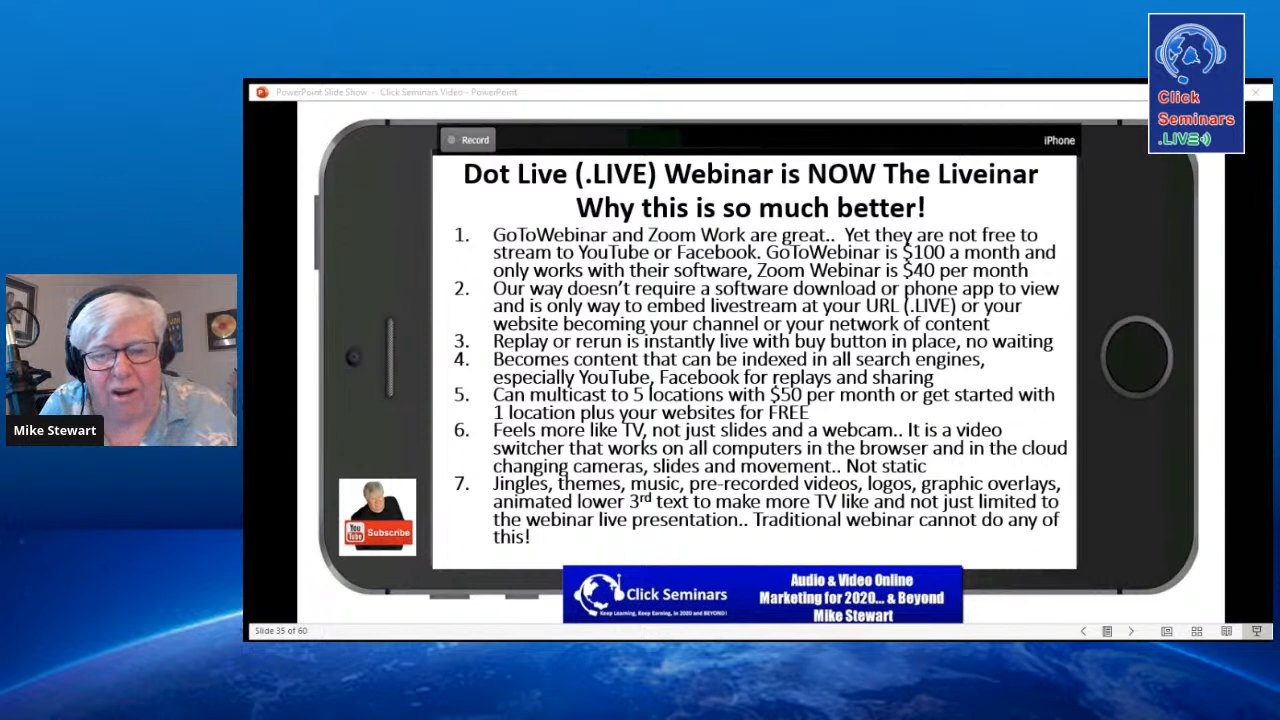 Click
Seminars
.LIVE
PowerPoint Slide Show - Click Seminars Video - PowerPoint
Record
iPhone
Dot Live (.LIVE) Webinar is NOW The Liveinar
Why this is so much better!
1. GoToWebinar and Zoom Work are great.. Yet they are not free to
stream to YouTube or Facebook. GoToWebinar is $100 a month and
only works with their software, Zoom Webinar is $40 per month
2. Our way doesn't require a software download or phone app to view
and is only way to embed livestream at your URL (.LIVE) or your
website becoming your channel or your network of content
3. Replay or rerun is instantly live with buy button in place, no waiting
4. Becomes content that can be indexed in all search engines,
especially YouTube, Facebook for replays and sharing
5. Can multicast to 5 locations with $50 per month or get started with
1 location plus your websites for FREE
6. Feels more like TV, not just slides and a webcam.. It is a video
switcher that works on all computers in the browser and in the cloud
changing cameras, slides and movement.. Not static
7. Jingles, themes, music, pre-recorded videos, logos, graphic overlays,
animated lower 3rd text to make more TV like and not just limited to
the webinar live presentation.. Traditional webinar cannot do any of
this!
Mike Stewart
You
Tube
Subscribe
Click Seminars
Keep Learning, Keep Earning, in 2020 and BEYOND!
Audio & Video Online
Marketing for 2020... & Beyond
Mike Stewart
Slide 35 of 60